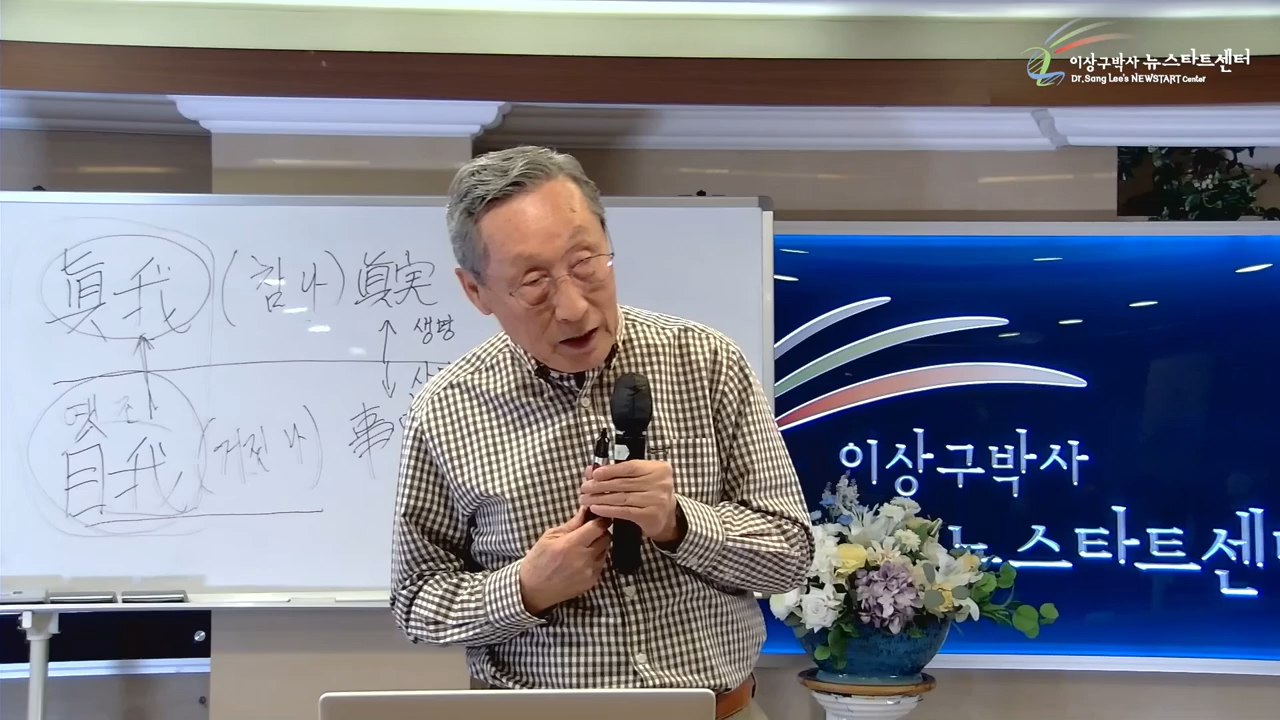 이상구박사 뉴스타트센터
Dr. Sang Lee's NEWSTART Center
眞我 (참나) 眞実
생명
自我 (거짓나) 事
이상구박사
뉴스타트센